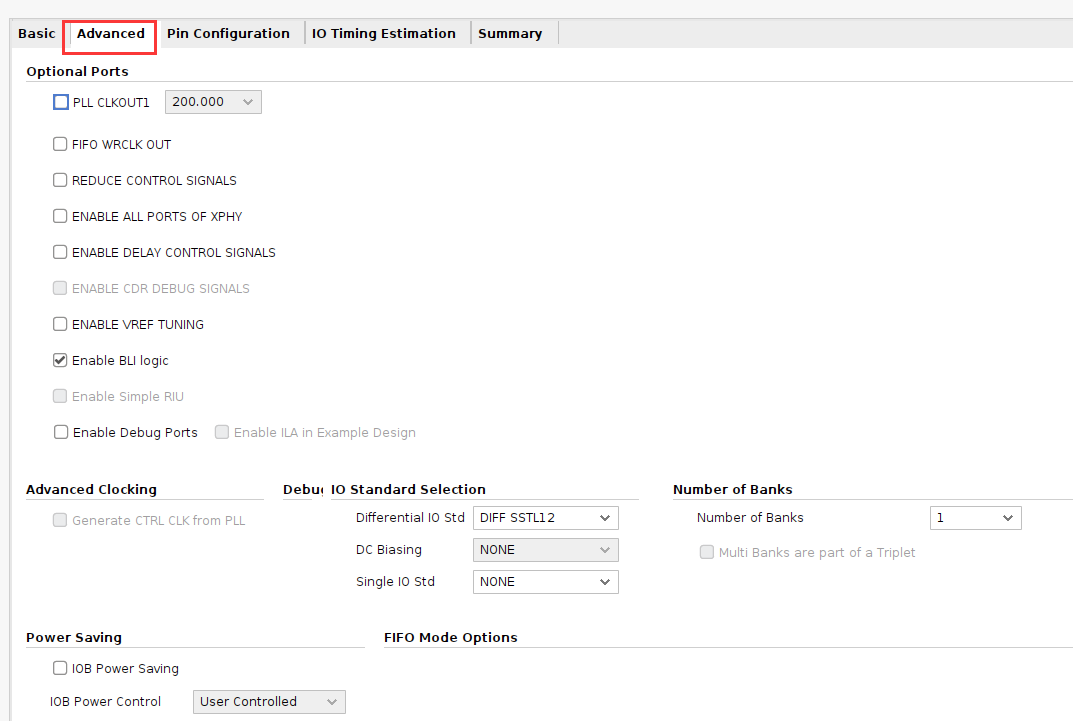 Basic Advanced Pin Configuration IO Timing Estimation Summary
Optional Ports
PLL CLKOUT1 200.000
FIFO WRCLK OUT
REDUCE CONTROL SIGNALS
ENABLE ALL PORTS OF XPHY
ENABLE DELAY CONTROL SIGNALS
ENABLE CDR DEBUG SIGNALS
ENABLE VREF TUNING
Enable BLI logic
Enable Simple RIU
Enable Debug Ports Enable ILA in Example Design
Advanced Clocking Debug IO Standard Selection Number of Banks
Generate CTRL CLK from PLL Differential IO Std DIFF SSTL12 Number of Banks 1
DC Biasing NONE Multi Banks are part of a Triplet
Single IO Std NONE
Power Saving FIFO Mode Options
IOB Power Saving
IOB Power Control User Controlled